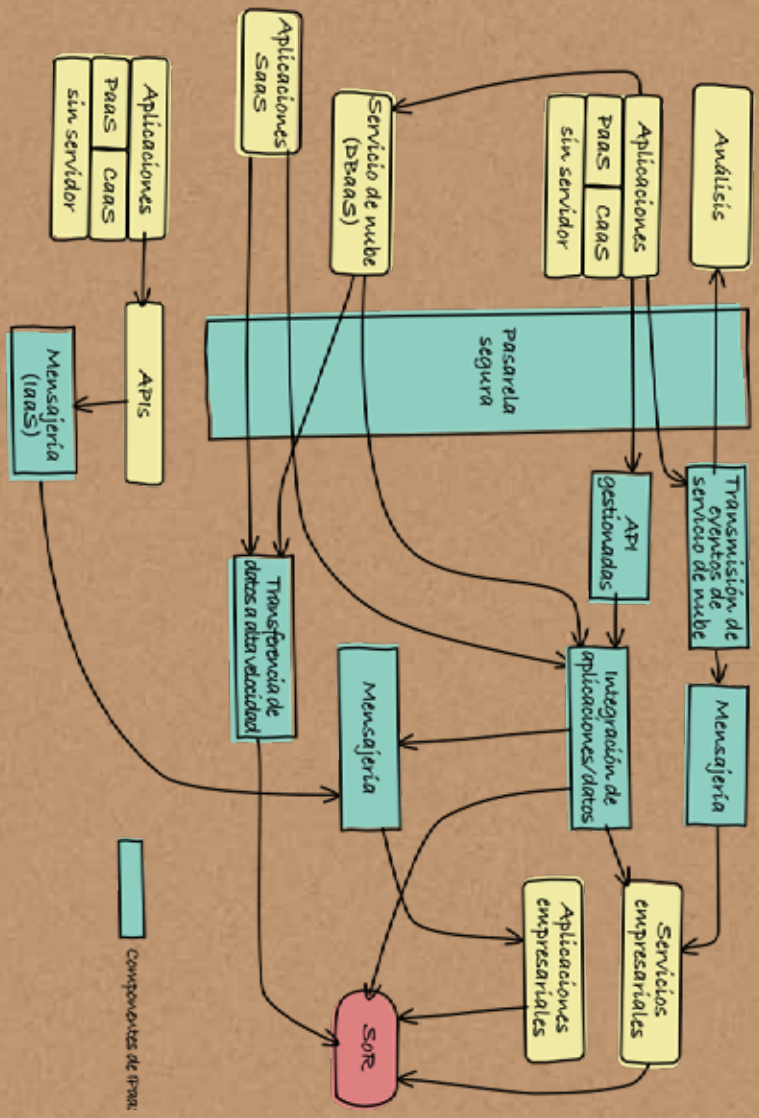 Análisis
Transmisión de
eventos de
servicio de nube
Mensajería
Aplicaciones
PaaS
CaaS
sin servidor
API
gestionadas
Integración de
aplicaciones/datos
Servicios
empresariales
Pasarela
segura
Aplicaciones
empresariales
Servicio de nube
(DBaaS)
Mensajería
SOR
Aplicaciones
SaaS
Transferencia de
datos a alta velocidad
Aplicaciones
PaaS
CaaS
sin servidor
APIs
Mensajería
(IaaS)
Componentes de